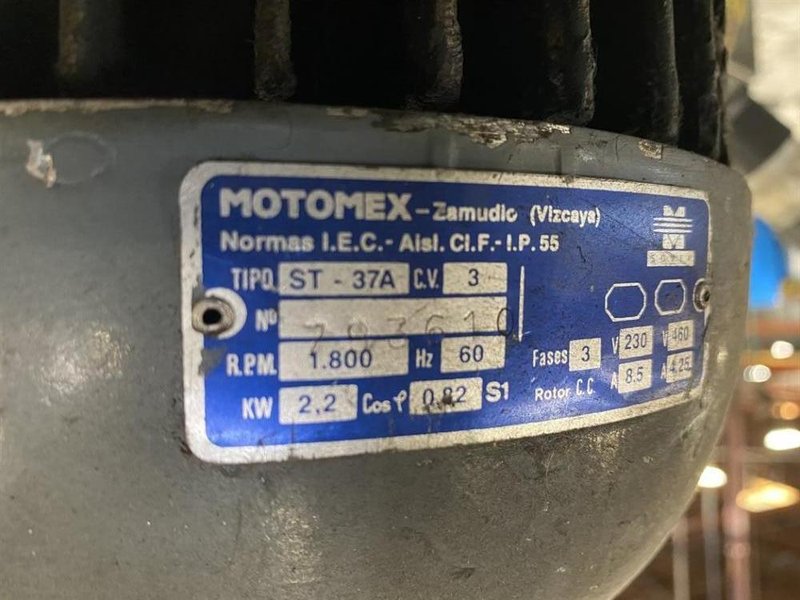 MOTOMEX - Zamudio (Vizcaya)
Normas I.E.C. - Aisl. Cl. F. - I.P. 55
TIPO ST - 37A C.V. 3
Nº 793610
R.P.M. 1.800 Hz 60 Fases 3 V 230 V 460
KW 2,2 Cos φ 0,82 S1 Rotor C.C A 8.5 A 4,25